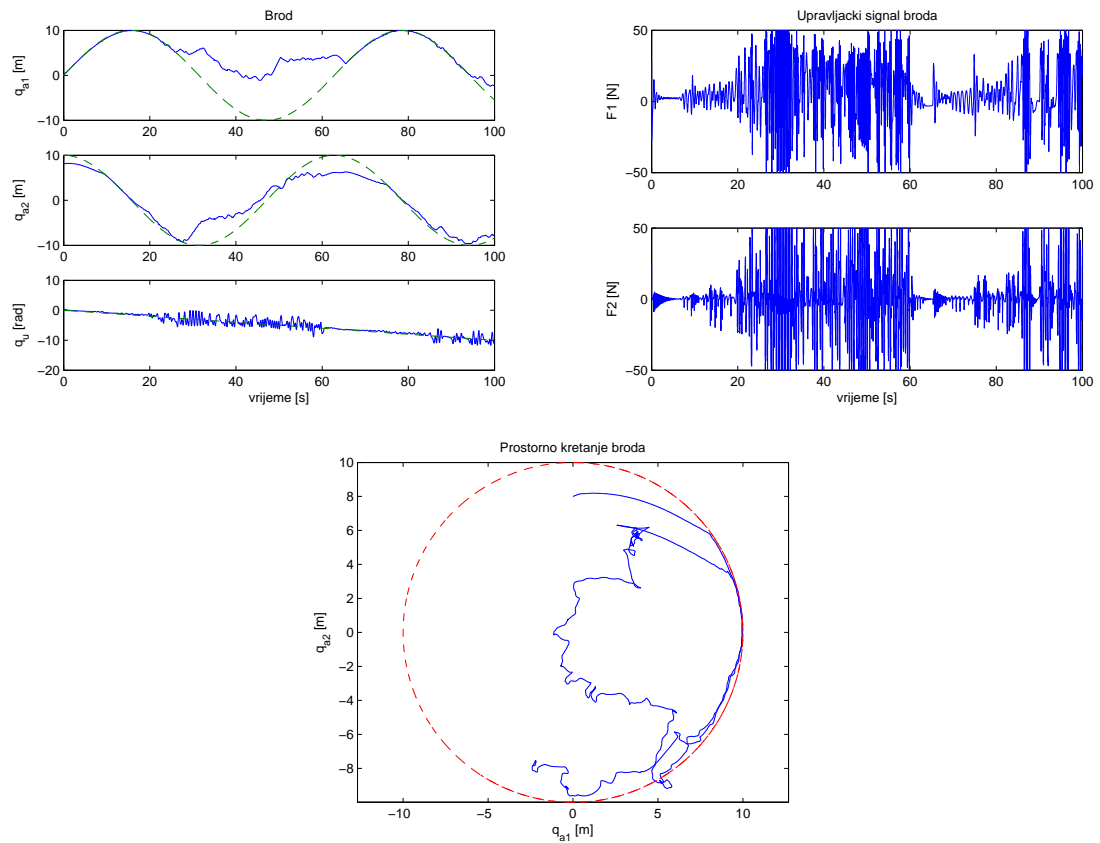 Brod
10
0
−10
q_a1 [m]
0 20 40 60 80 100
10
0
−10
q_a2 [m]
0 20 40 60 80 100
10
0
−10
−20
q_u [rad]
0 20 40 60 80 100
vrijeme [s]
Upravljacki signal broda
50
0
−50
F1 [N]
0 20 40 60 80 100
50
0
−50
F2 [N]
0 20 40 60 80 100
vrijeme [s]
Prostorno kretanje broda
10
8
6
4
2
0
−2
−4
−6
−8
q_a2 [m]
−10 −5 0 5 10
q_a1 [m]